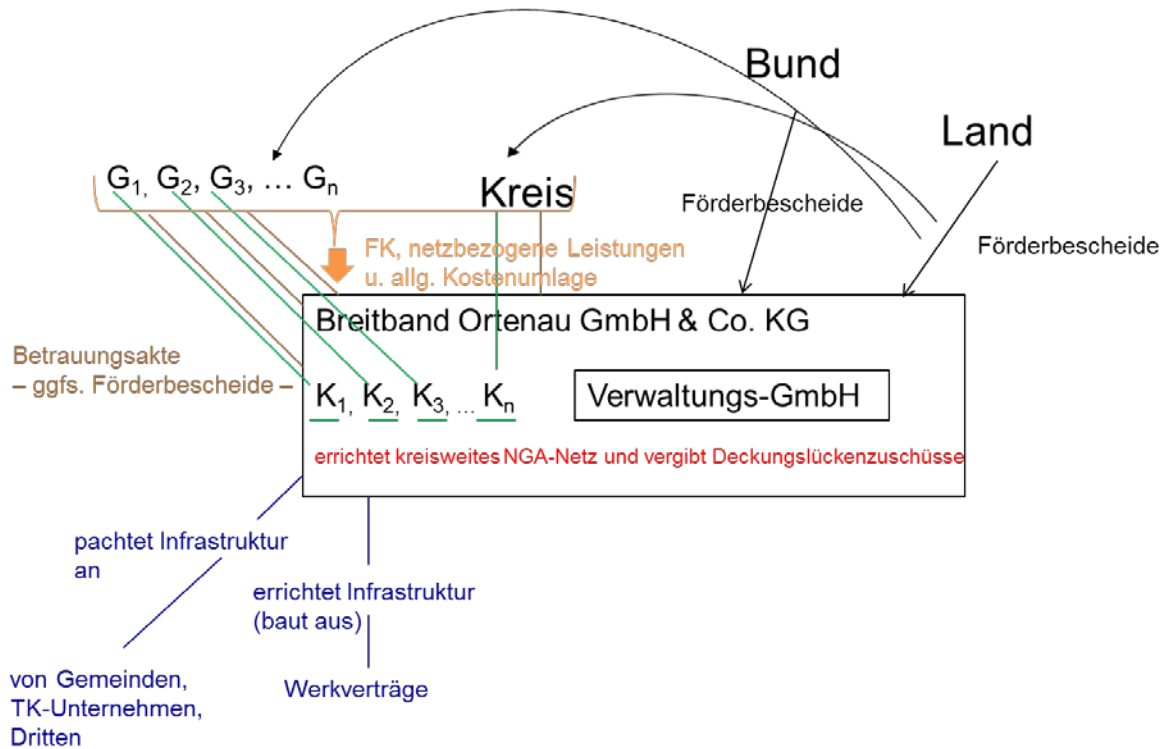 Bund
Land
G1, G2, G3, ... Gn
Kreis
Förderbescheide
Förderbescheide
FK, netzbezogene Leistungen
u. allg. Kostenumlage
Breitband Ortenau GmbH & Co. KG
Betrauungsakte
– ggfs. Förderbescheide –
K1, K2, K3, ... Kn
Verwaltungs-GmbH
errichtet kreisweites NGA-Netz und vergibt Deckungslückenzuschüsse
pachtet Infrastruktur
an
errichtet Infrastruktur
(baut aus)
von Gemeinden,
TK-Unternehmen,
Dritten
Werkverträge